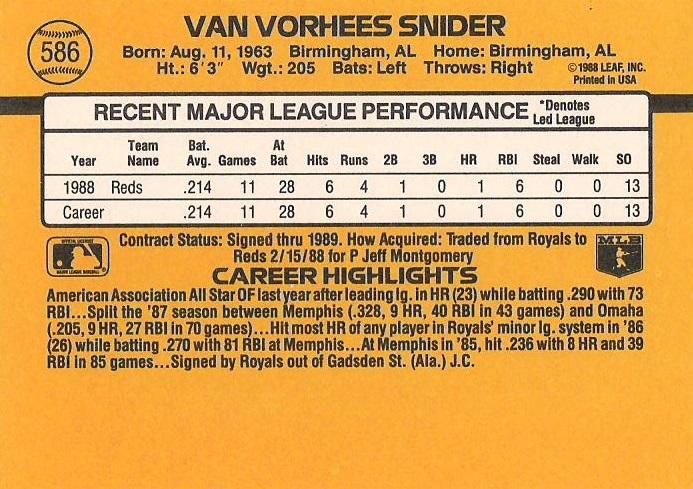 586
VAN VORHEES SNIDER
Born: Aug. 11, 1963 Birmingham, AL Home: Birmingham, AL
Ht.: 6'3" Wgt.: 205 Bats: Left Throws: Right
©1988 LEAF, INC.
Printed in USA
RECENT MAJOR LEAGUE PERFORMANCE *Denotes Led League
Year Team Name Bat. Avg. Games At Bat Hits Runs 2B 3B HR RBI Steal Walk SO
1988 Reds .214 11 28 6 4 1 0 1 6 0 0 13
Career .214 11 28 6 4 1 0 1 6 0 0 13
Contract Status: Signed thru 1989. How Acquired: Traded from Royals to
Reds 2/15/88 for P Jeff Montgomery
MLB
CAREER HIGHLIGHTS
American Association All Star OF last year after leading lg. in HR (23) while batting .290 with 73
RBI...Split the '87 season between Memphis (.328, 9 HR, 40 RBI in 43 games) and Omaha
(.205, 9 HR, 27 RBI in 70 games)...Hit most HR of any player in Royals' minor lg. system in '86
(26) while batting .270 with 81 RBI at Memphis...At Memphis in '85, hit .236 with 8 HR and 39
RBI in 85 games...Signed by Royals out of Gadsden St. (Ala.) J.C.